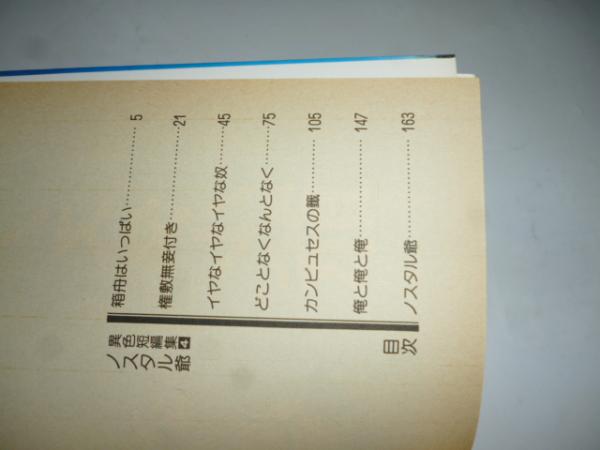 異色短編集4
ノスタル爺
目次
箱舟はいっぱい……………………5
権敷無妾付き……………………21
イヤなイヤなイヤな奴…………45
どことなくなんとなく…………75
カンビュセスの籤………………105
俺と俺と俺………………………147
ノスタル爺………………………163